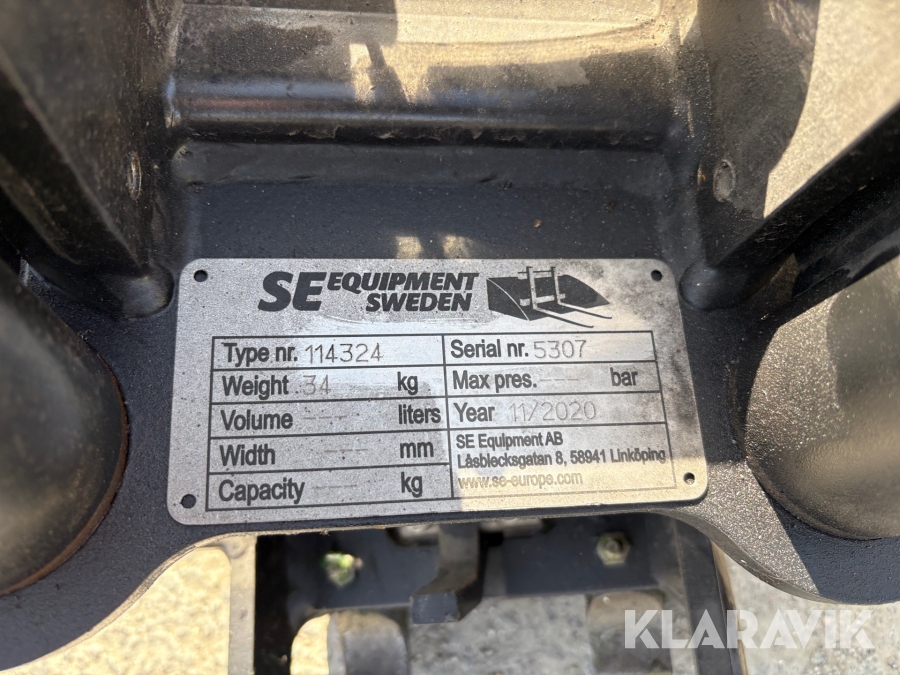 SE EQUIPMENT
SWEDEN
Type nr. 114324
Serial nr. 5307
Weight 34 kg
Max pres. --- bar
Volume --- liters
Year 11/2020
Width --- mm
SE Equipment AB
Låsblecksgatan 8, 58941 Linköping
Capacity --- kg
www.se-europe.com
KLARAVIK